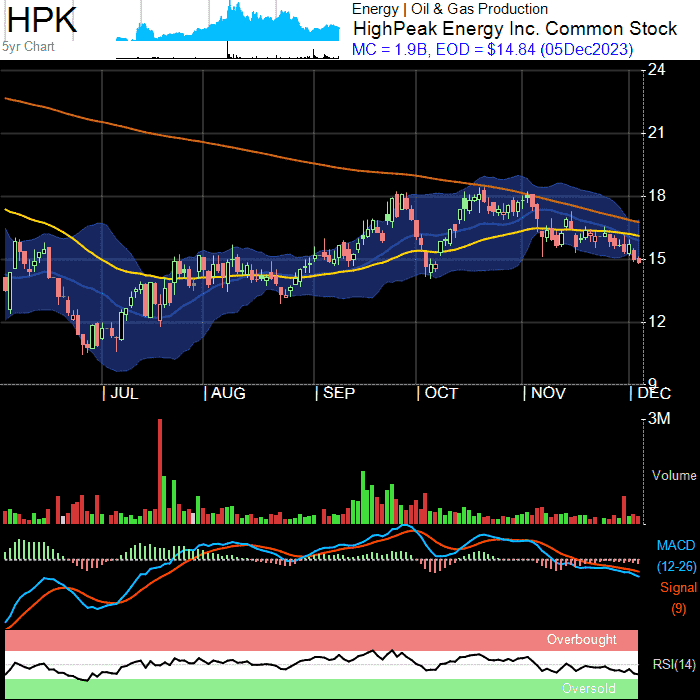 HPK
5yr Chart
Energy | Oil & Gas Production
HighPeak Energy Inc. Common Stock
MC = 1.9B, EOD = $14.84 (05Dec2023)
24
21
18
15
12
9
JUL
AUG
SEP
OCT
NOV
DEC
3M
Volume
MACD
(12-26)
Signal
(9)
Overbought
RSI(14)
Oversold